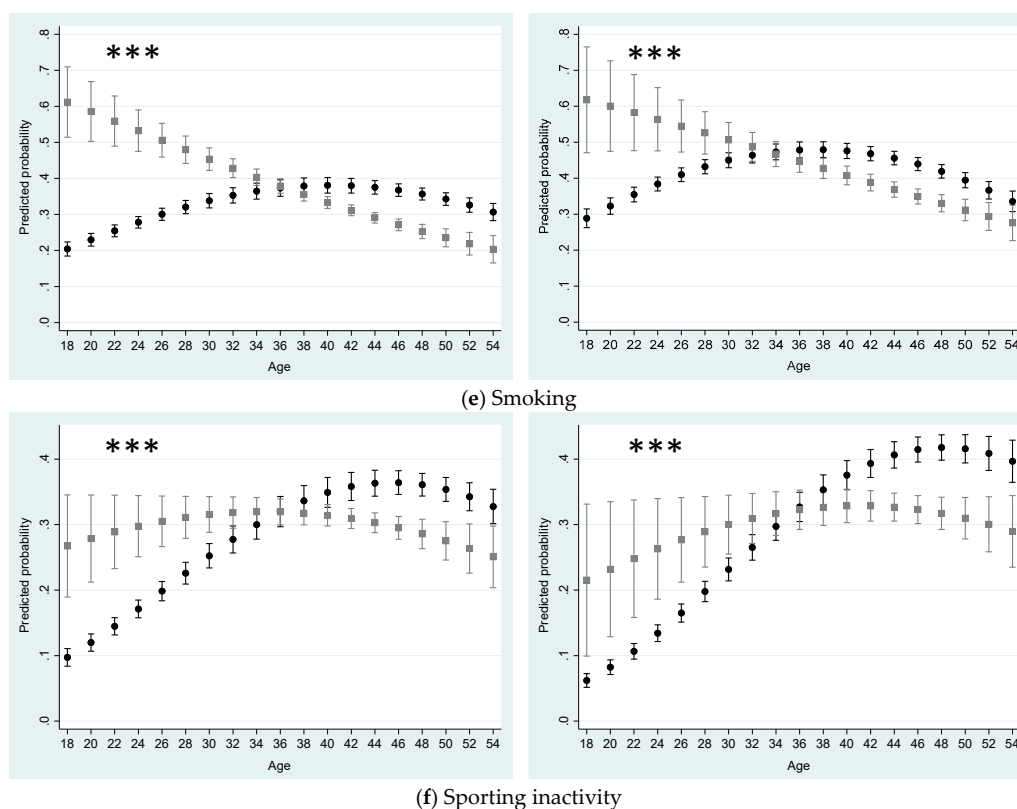 *** ***
Predicted probability Predicted probability
.8 .8
.7 .7
.6 .6
.5 .5
.4 .4
.3 .3
.2 .2
.1 .1
.0 .0
18 20 22 24 26 28 30 32 34 36 38 40 42 44 46 48 50 52 54 18 20 22 24 26 28 30 32 34 36 38 40 42 44 46 48 50 52 54
Age Age
(e) Smoking
*** ***
Predicted probability Predicted probability
.4 .4
.3 .3
.2 .2
.1 .1
.0 .0
18 20 22 24 26 28 30 32 34 36 38 40 42 44 46 48 50 52 54 18 20 22 24 26 28 30 32 34 36 38 40 42 44 46 48 50 52 54
Age Age
(f) Sporting inactivity